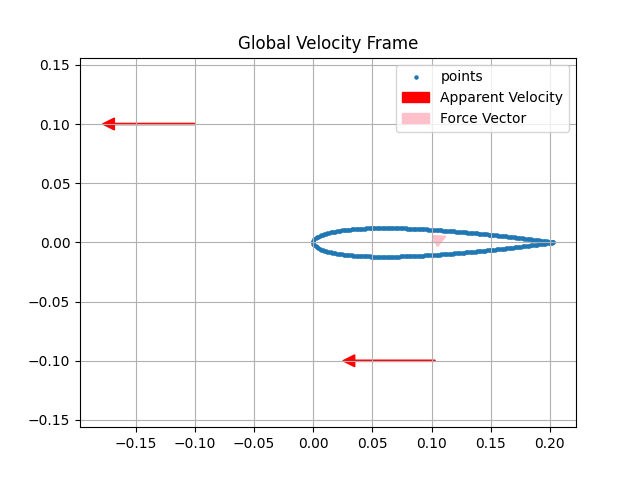 Global Velocity Frame
points
Apparent Velocity
Force Vector
0.15
0.10
0.05
0.00
−0.05
−0.10
−0.15
−0.15 −0.10 −0.05 0.00 0.05 0.10 0.15 0.20